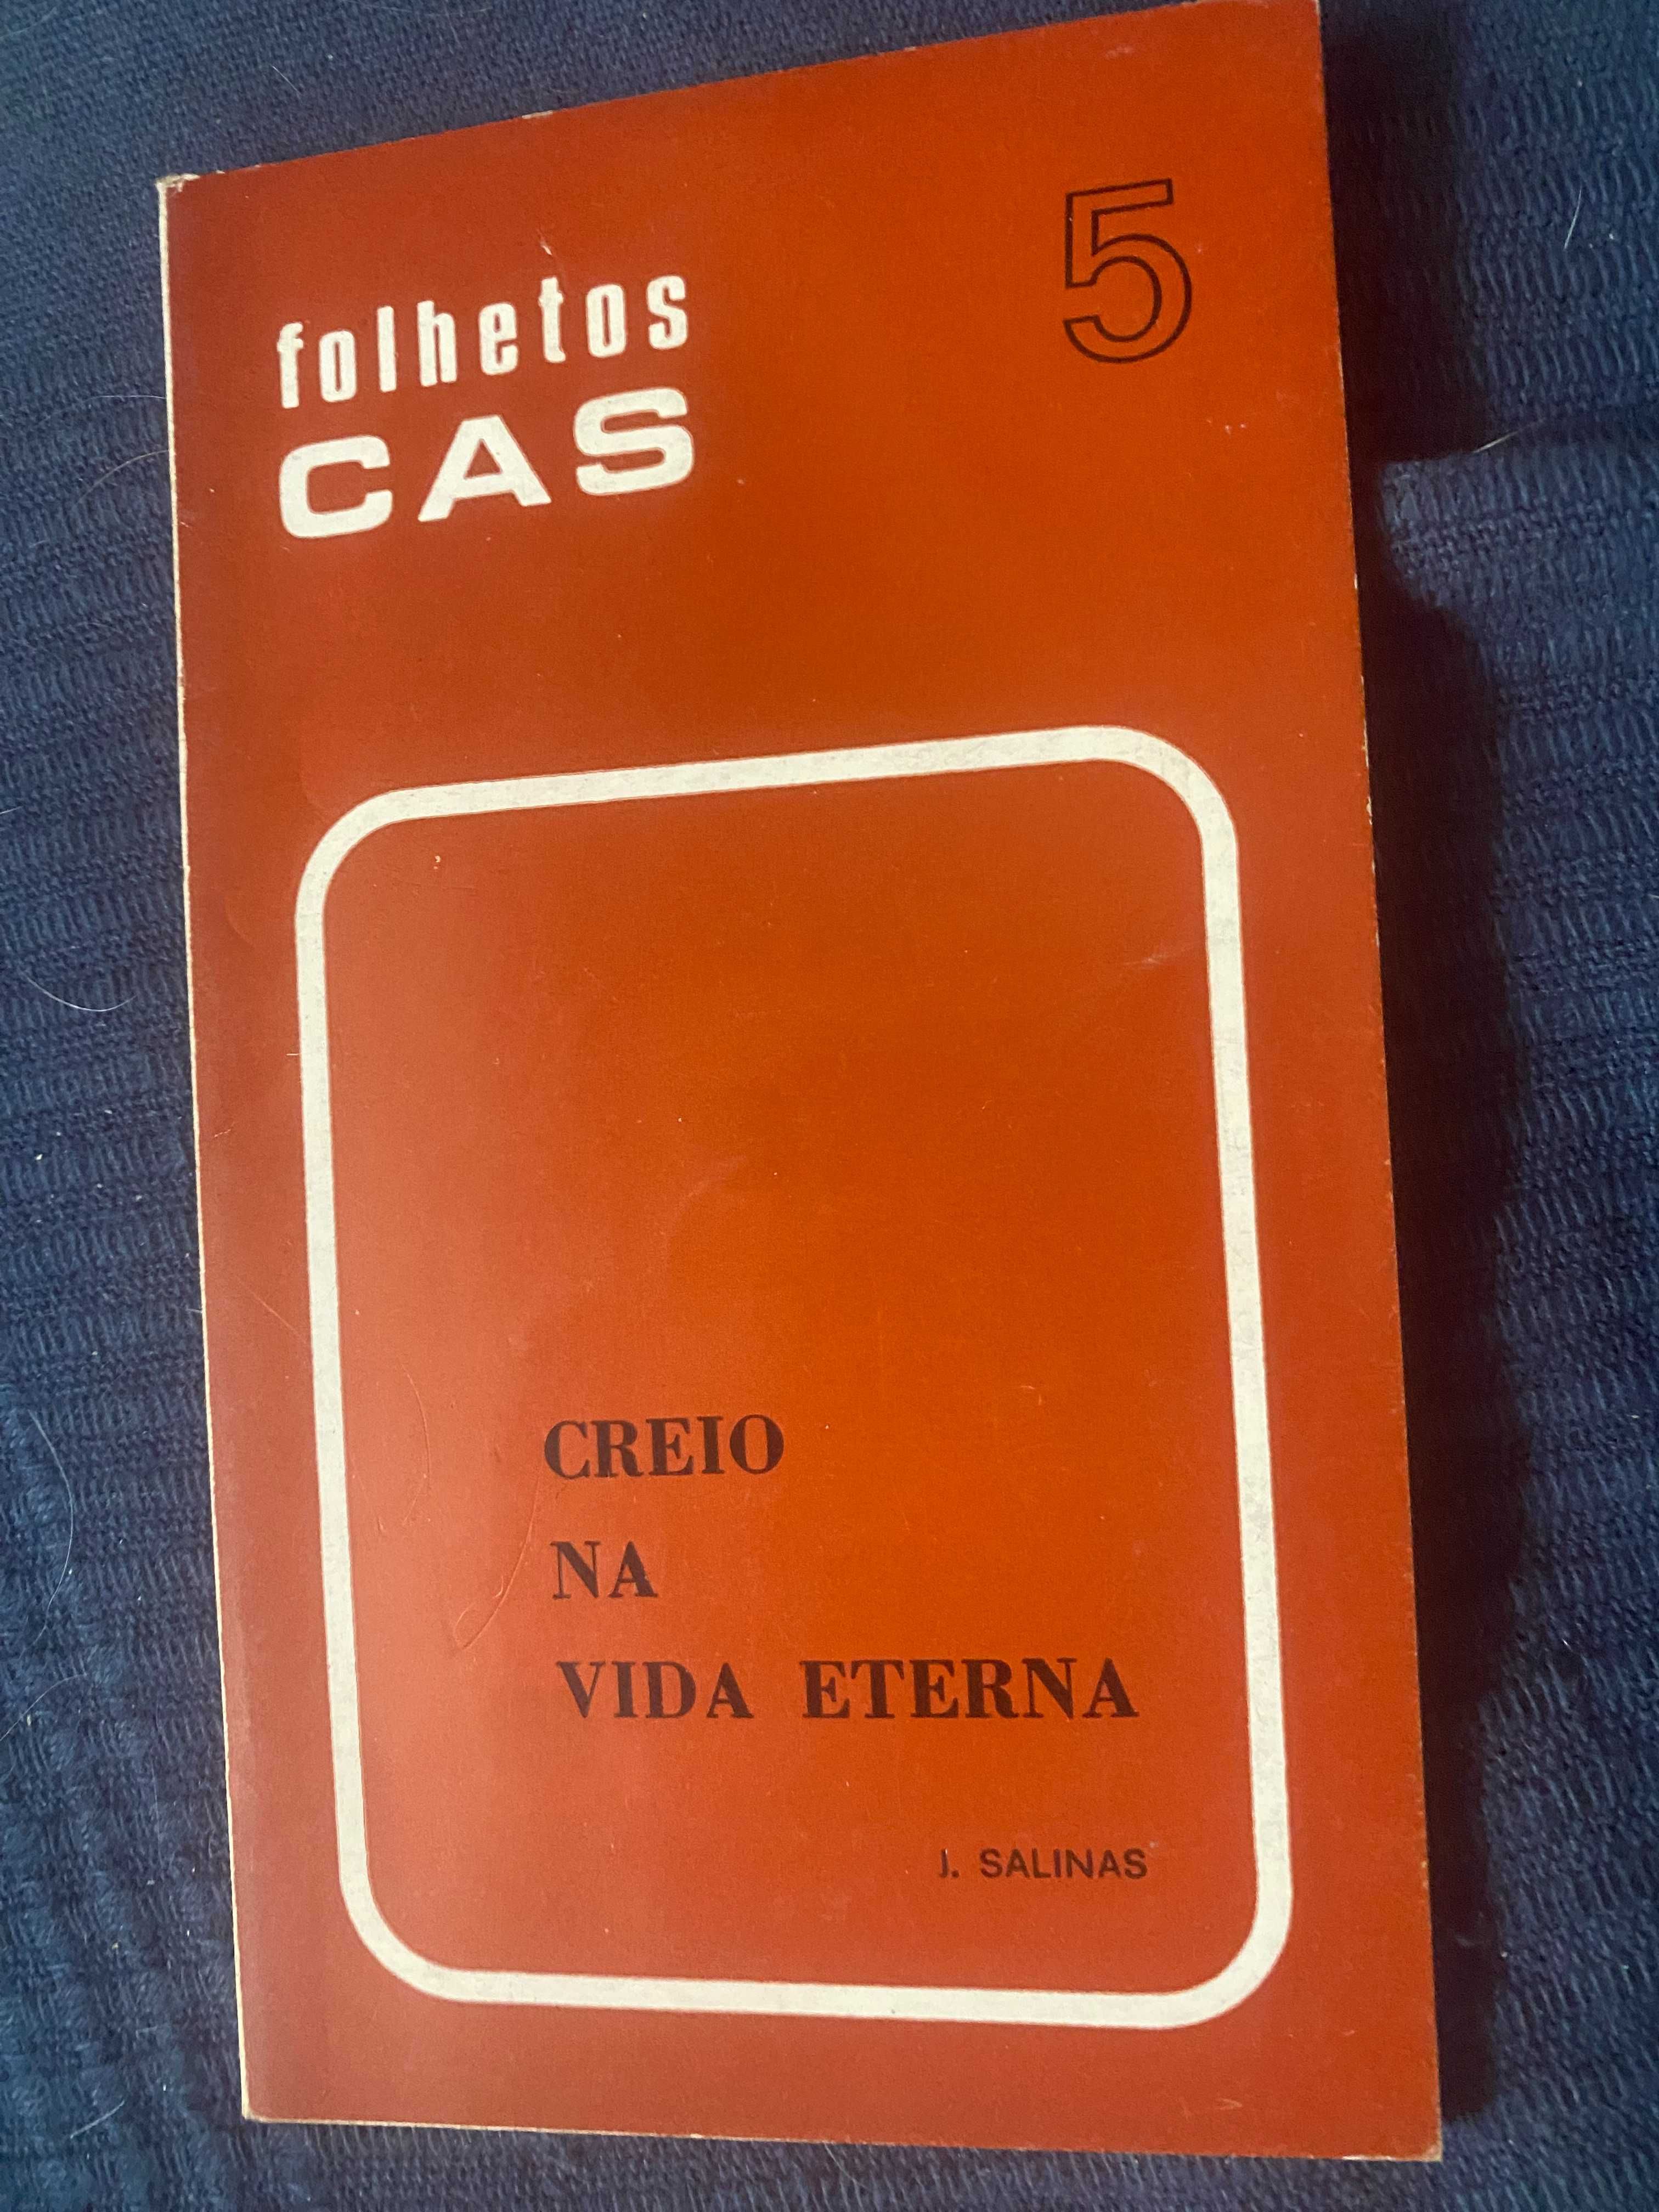 folhetos
CAS
5
CREIO
NA
VIDA ETERNA
J. SALINAS